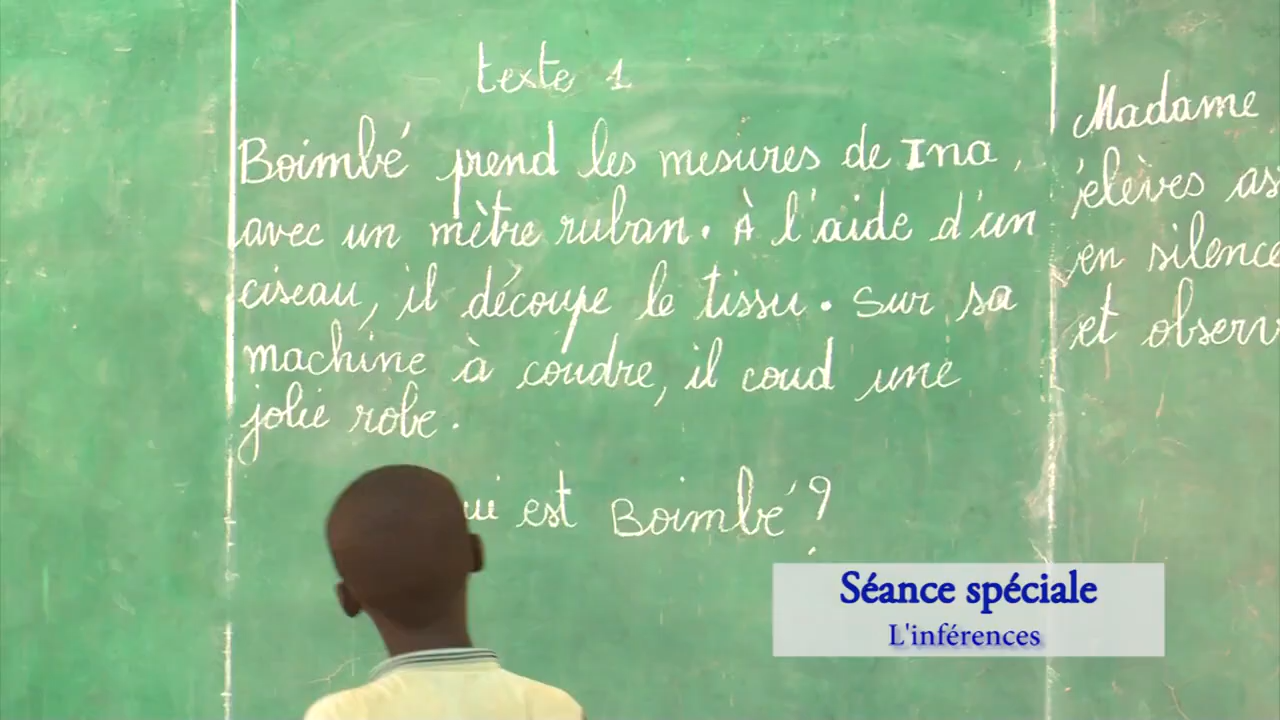 texte 1
Boimbé prend les mesures de Ina,
avec un mètre ruban. À l'aide d'un
ciseau, il découpe le tissu. Sur sa
machine à coudre, il coud une
jolie robe.
est Boimbé ?
Madame
élèves
en silence
et
Séance spéciale
L'inférences